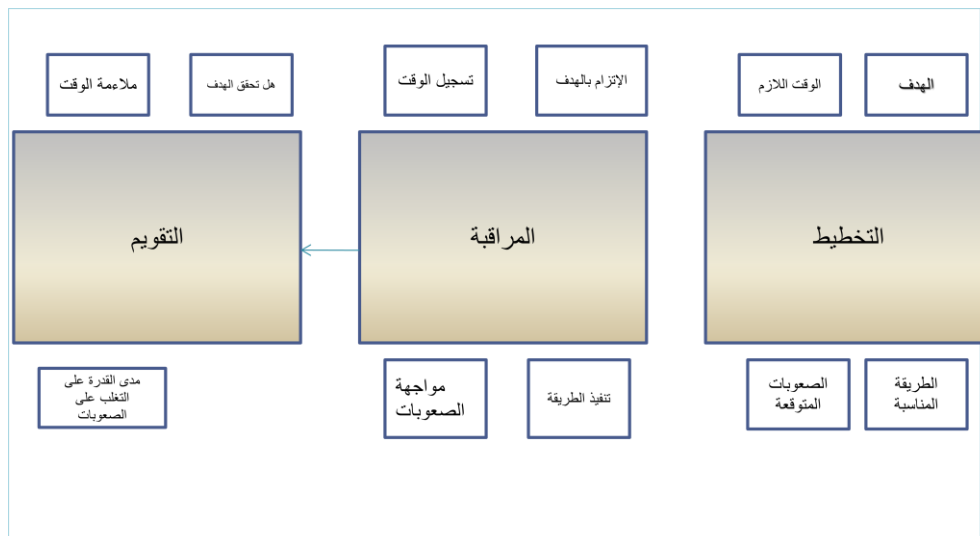 الهدف
الوقت اللازم
التخطيط
الطريقة
المناسبة
الصعوبات
المتوقعة
الإتزام بالهدف
تسجيل الوقت
المراقبة
تنفيذ الطريقة
مواجهة
الصعوبات
هل تحقق الهدف
ملاءمة الوقت
التقويم
مدى القدرة على
التغلب على
الصعوبات